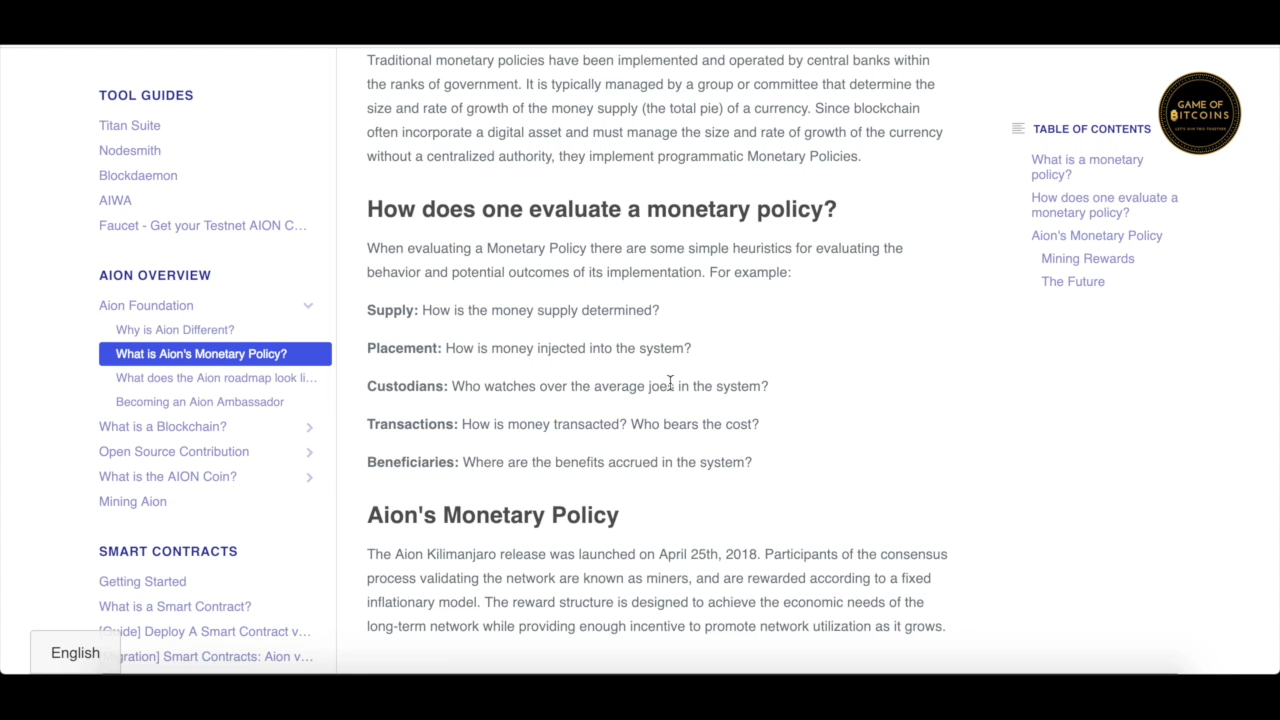 TOOL GUIDES
Titan Suite
Nodesmith
Blockdaemon
AIWA
Faucet - Get your Testnet AION C...
AION OVERVIEW
Aion Foundation
Why is Aion Different?
What is Aion's Monetary Policy?
What does the Aion roadmap look li...
Becoming an Aion Ambassador
What is a Blockchain?
Open Source Contribution
What is the AION Coin?
Mining Aion
SMART CONTRACTS
Getting Started
What is a Smart Contract?
[Guide] Deploy A Smart Contract v...
gration] Smart Contracts: Aion v...
English
Traditional monetary policies have been implemented and operated by central banks within
the ranks of government. It is typically managed by a group or committee that determine the
size and rate of growth of the money supply (the total pie) of a currency. Since blockchain
often incorporate a digital asset and must manage the size and rate of growth of the currency
without a centralized authority, they implement programmatic Monetary Policies.
How does one evaluate a monetary policy?
When evaluating a Monetary Policy there are some simple heuristics for evaluating the
behavior and potential outcomes of its implementation. For example:
Supply: How is the money supply determined?
Placement: How is money injected into the system?
Custodians: Who watches over the average joes in the system?
Transactions: How is money transacted? Who bears the cost?
Beneficiaries: Where are the benefits accrued in the system?
Aion's Monetary Policy
The Aion Kilimanjaro release was launched on April 25th, 2018. Participants of the consensus
process validating the network are known as miners, and are rewarded according to a fixed
inflationary model. The reward structure is designed to achieve the economic needs of the
long-term network while providing enough incentive to promote network utilization as it grows.
TABLE OF CONTENTS
What is a monetary
policy?
How does one evaluate a
monetary policy?
Aion's Monetary Policy
Mining Rewards
The Future
GAME OF
BITCOINS
LET'S WIN THIS TOGETHER